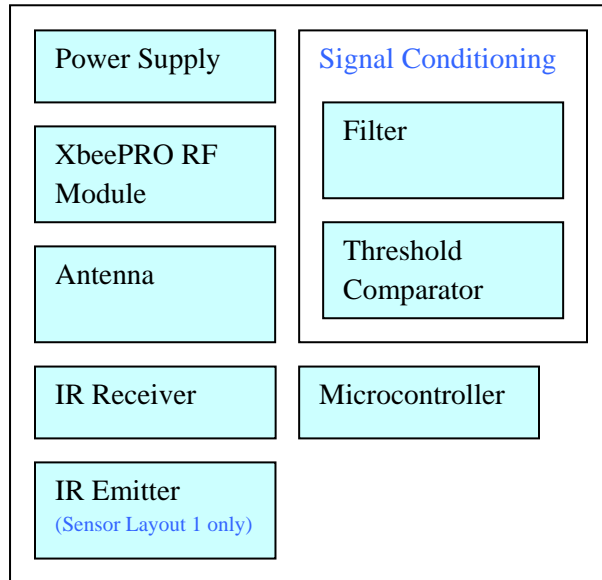 Power Supply
XbeePRO RF
Module
Antenna
IR Receiver
IR Emitter
(Sensor Layout 1 only)
Signal Conditioning
Filter
Threshold
Comparator
Microcontroller